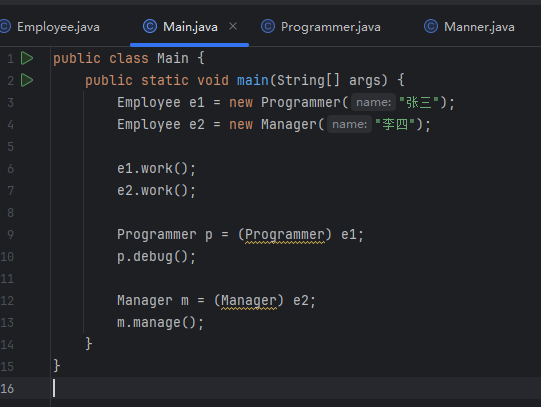 Employee.java Main.java × Programmer.java Manner.java
1 public class Main {
2 public static void main(String[] args) {
3 Employee e1 = new Programmer( name: "张三");
4 Employee e2 = new Manager( name: "李四");
5
6 e1.work();
7 e2.work();
8
9 Programmer p = (Programmer) e1;
10 p.debug();
11
12 Manager m = (Manager) e2;
13 m.manage();
14 }
15 }
16